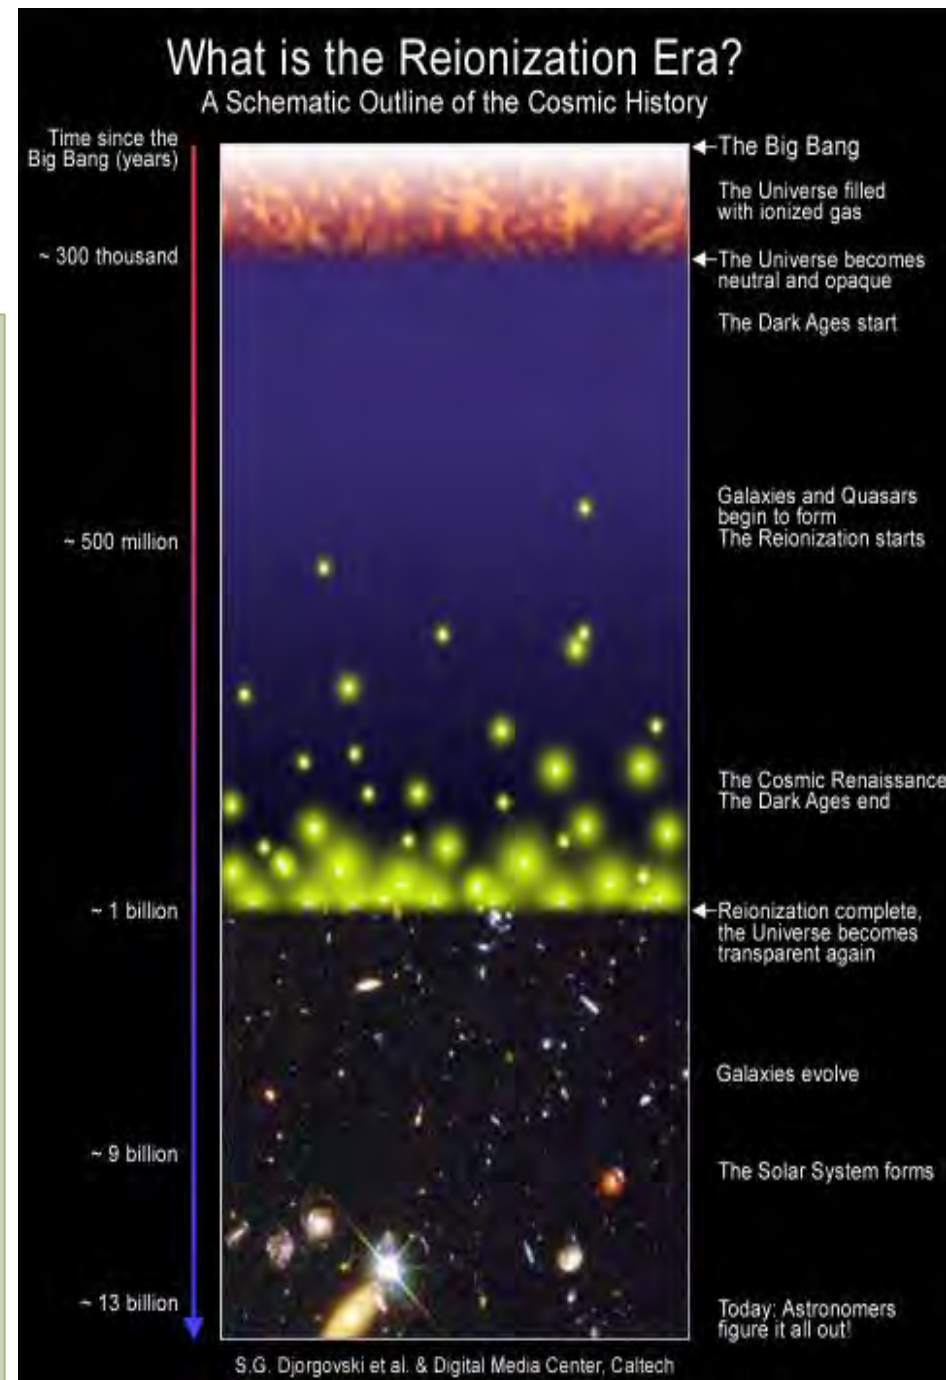 What is the Reionization Era?
A Schematic Outline of the Cosmic History
Time since the
Big Bang (years)
The Big Bang
The Universe filled
with ionized gas
~ 300 thousand
The Universe becomes
neutral and opaque
The Dark Ages start
Galaxies and Quasars
begin to form
The Reionization starts
~ 500 million
The Cosmic Renaissance
The Dark Ages end
~ 1 billion
Reionization complete,
the Universe becomes
transparent again
Galaxies evolve
~ 9 billion
The Solar System forms
~ 13 billion
Today: Astronomers
figure it all out!
S.G. Djorgovski et al. & Digital Media Center, Caltech